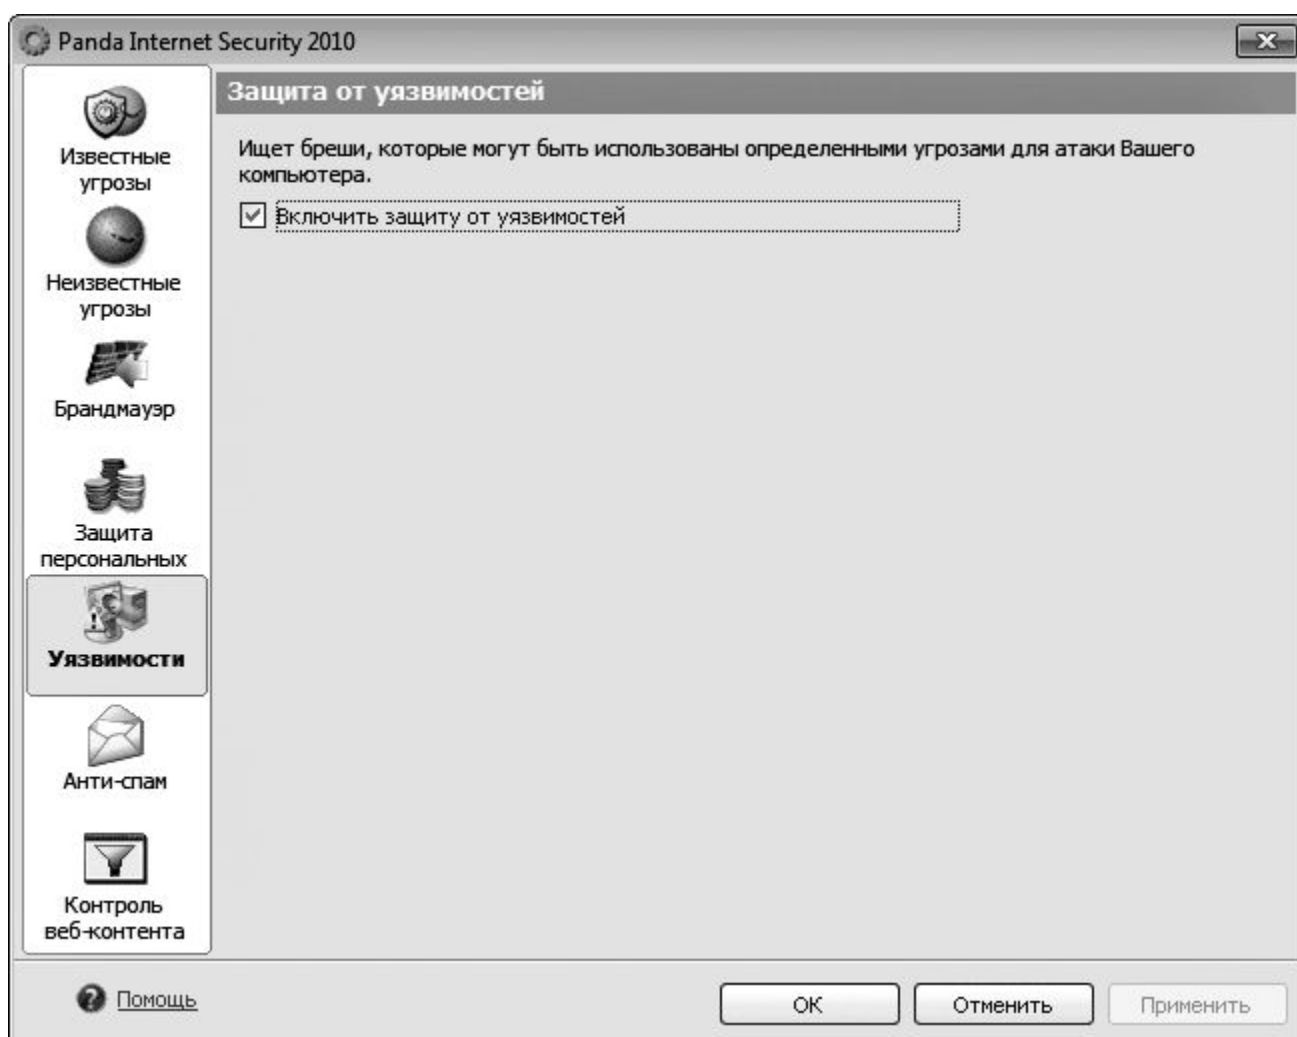 Panda Internet Security 2010
Известные
угрозы
Неизвестные
угрозы
Брандмауэр
Защита
персональных
Уязвимости
Анти-спам
Контроль
веб-контента
Защита от уязвимостей
Ищет бреши, которые могут быть использованы определенными угрозами для атаки Вашего
компьютера.
Включить защиту от уязвимостей
Помощь
ОК
Отменить
Применить